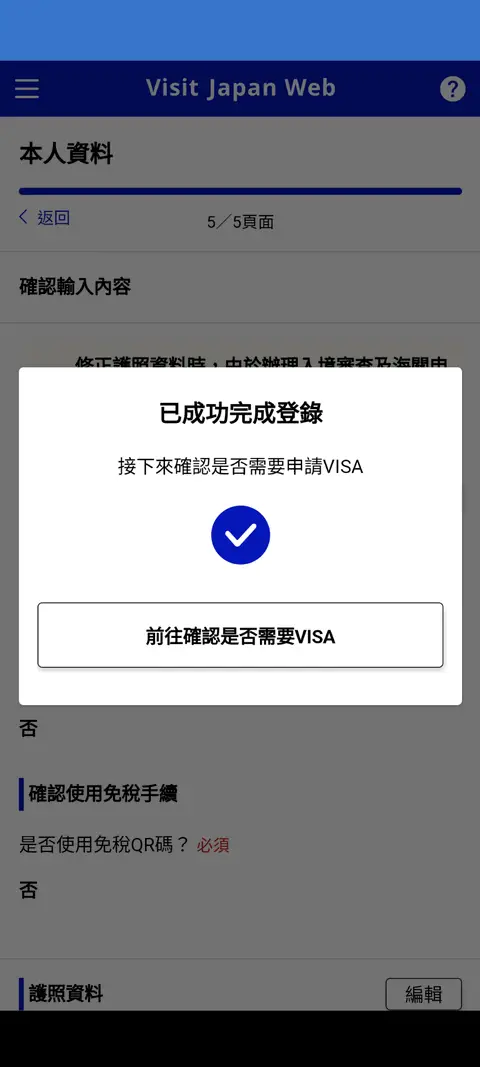 Visit Japan Web
?
本人資料
返回
5／5頁面
確認輸入內容
修正護照資料時，由於辦理入境審查及海關申
已成功完成登錄
接下來確認是否需要申請VISA
前往確認是否需要VISA
否
確認使用免稅手續
是否使用免稅QR碼？ 必須
否
護照資料
編輯